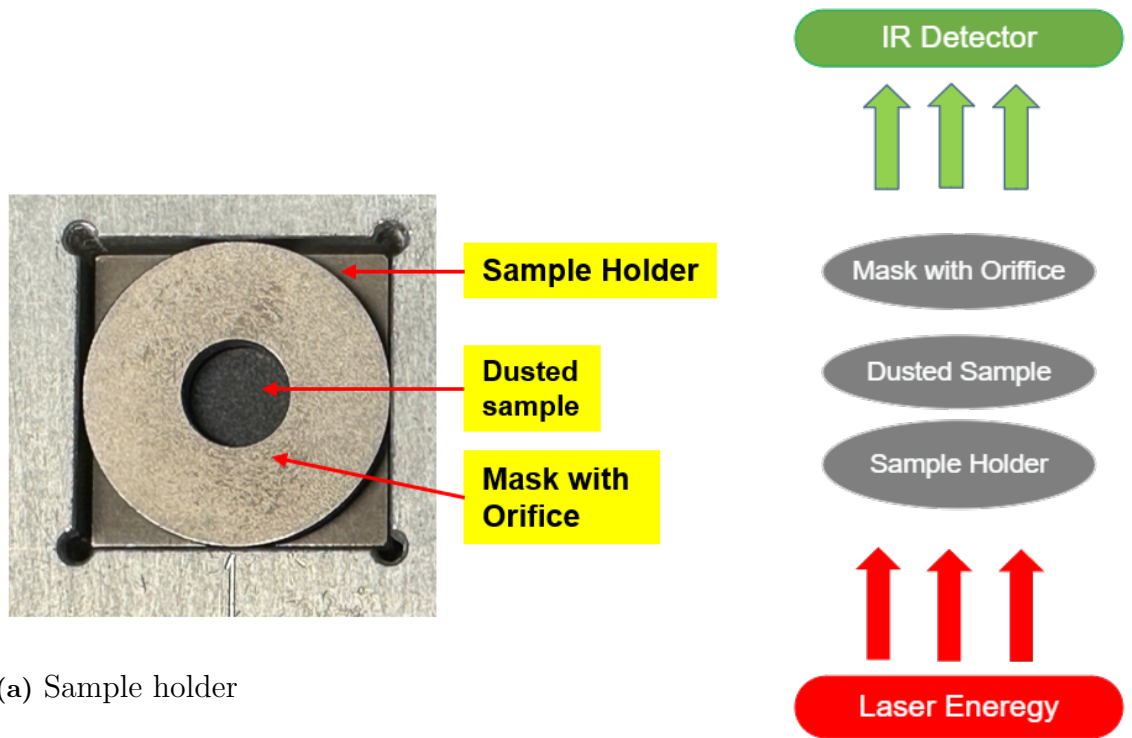 Sample Holder
Dusted
sample
Mask with
Orifice
(a) Sample holder
IR Detector
Mask with Oriffice
Dusted Sample
Sample Holder
Laser Eneregy